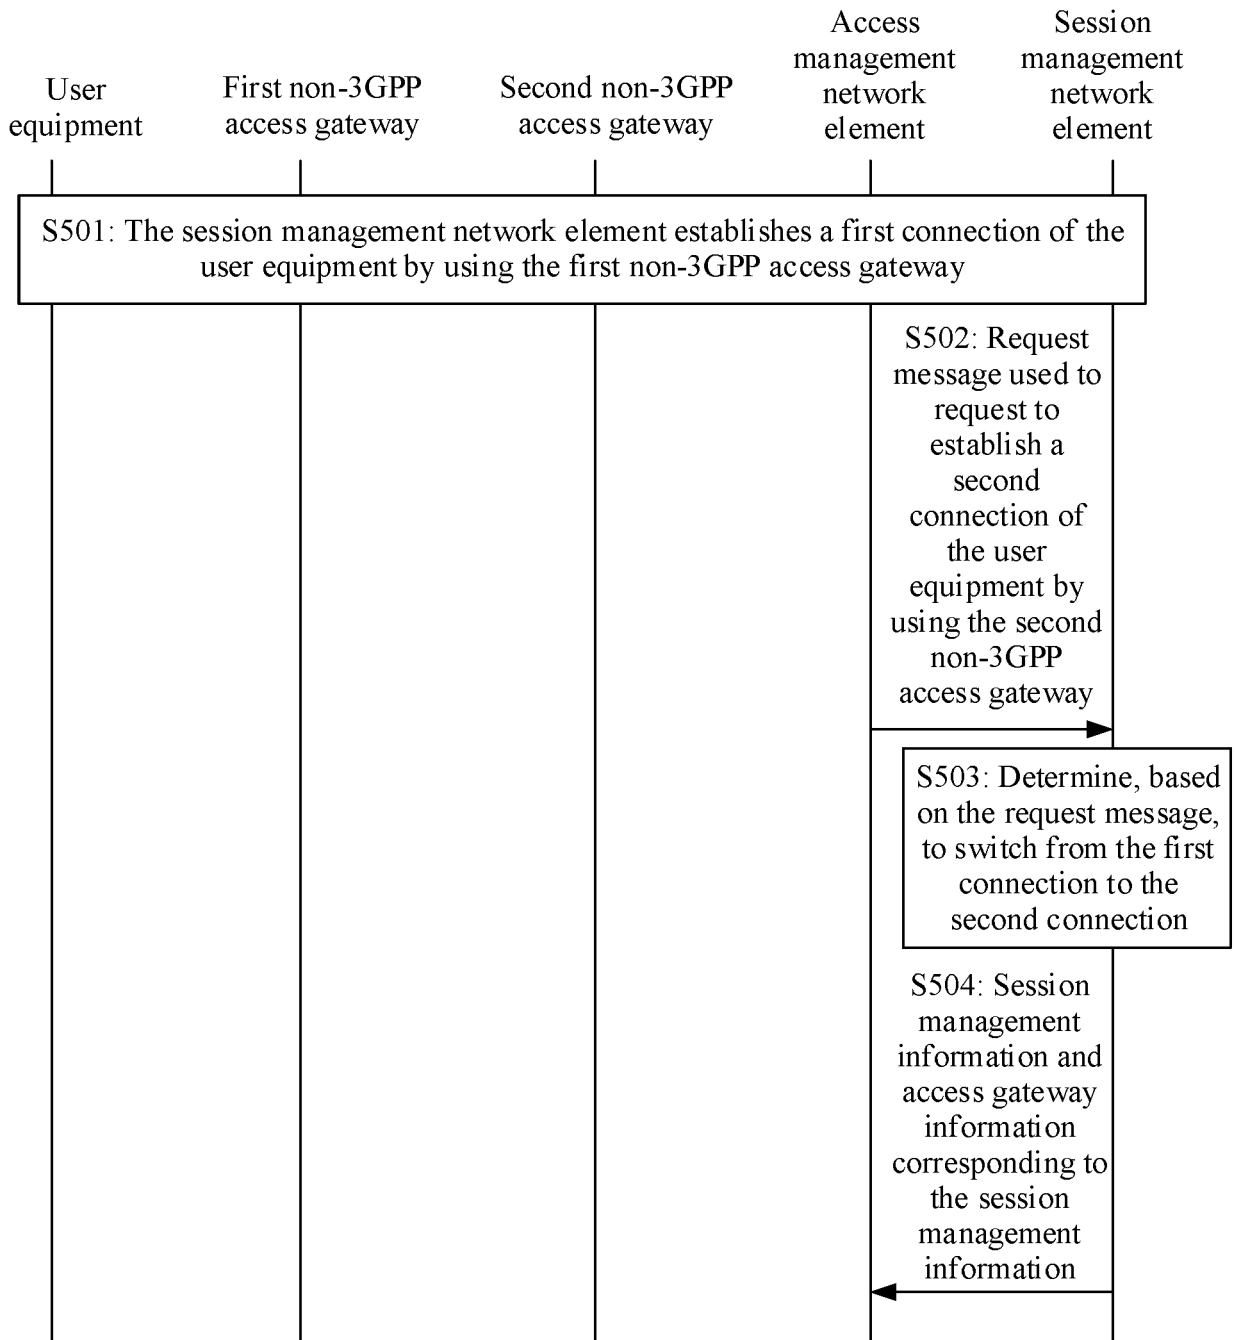 User
equipment
First non-3GPP
access gateway
Second non-3GPP
access gateway
Access
management
network
element
Session
management
network
element
S501: The session management network element establishes a first connection of the
user equipment by using the first non-3GPP access gateway
S502: Request
message used to
request to
establish a
second
connection of
the user
equipment by
using the second
non-3GPP
access gateway
S503: Determine, based
on the request message,
to switch from the first
connection to the
second connection
S504: Session
management
information and
access gateway
information
corresponding to
the session
management
information